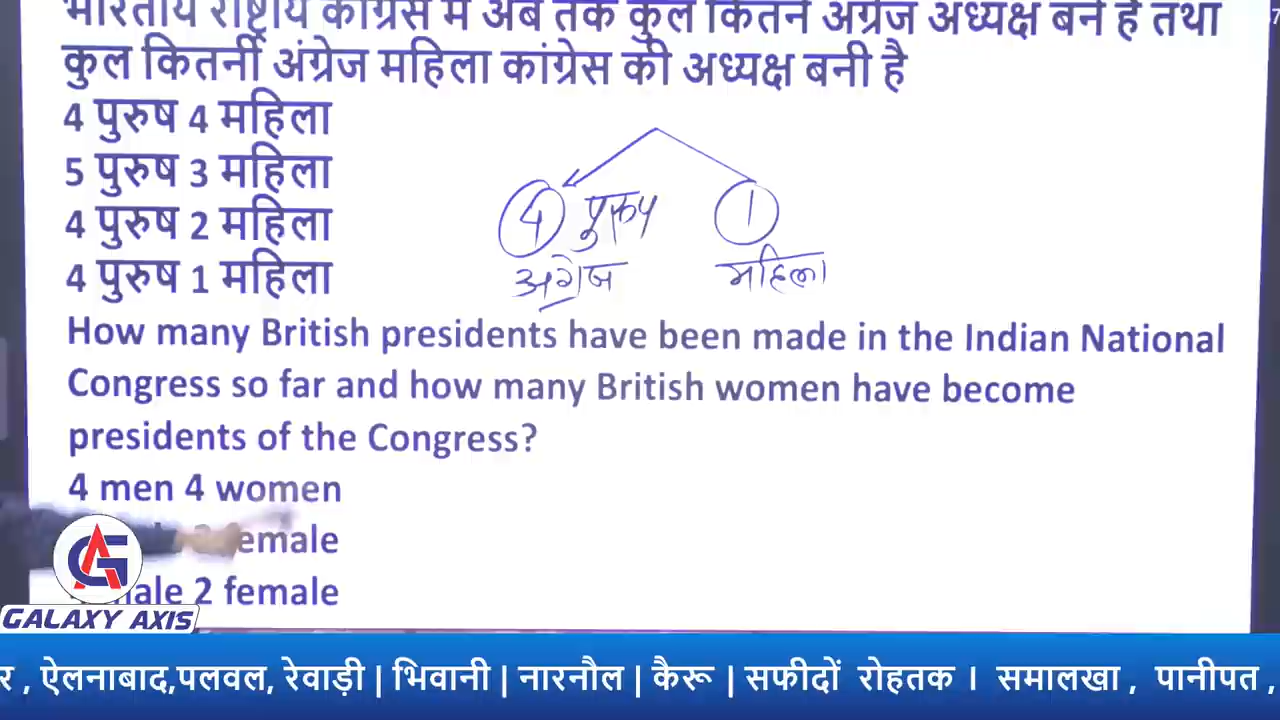 भारतीय राष्ट्रीय कांग्रेस में अब तक कुल कितने अंग्रेज अध्यक्ष बने है तथा
कुल कितनी अंग्रेज महिला कांग्रेस की अध्यक्ष बनी है
4 पुरुष 4 महिला
5 पुरुष 3 महिला
4 पुरुष 2 महिला
4 पुरुष 1 महिला
4 पुरुष 1
अंग्रेज महिला
How many British presidents have been made in the Indian National
Congress so far and how many British women have become
presidents of the Congress?
4 men 4 women
female
male 2 female
AG
GALAXY AXIS
र , ऐलनाबाद,पलवल, रेवाड़ी | भिवानी | नारनौल | कैरू | सफीदों रोहतक । समालखा , पानीपत ,